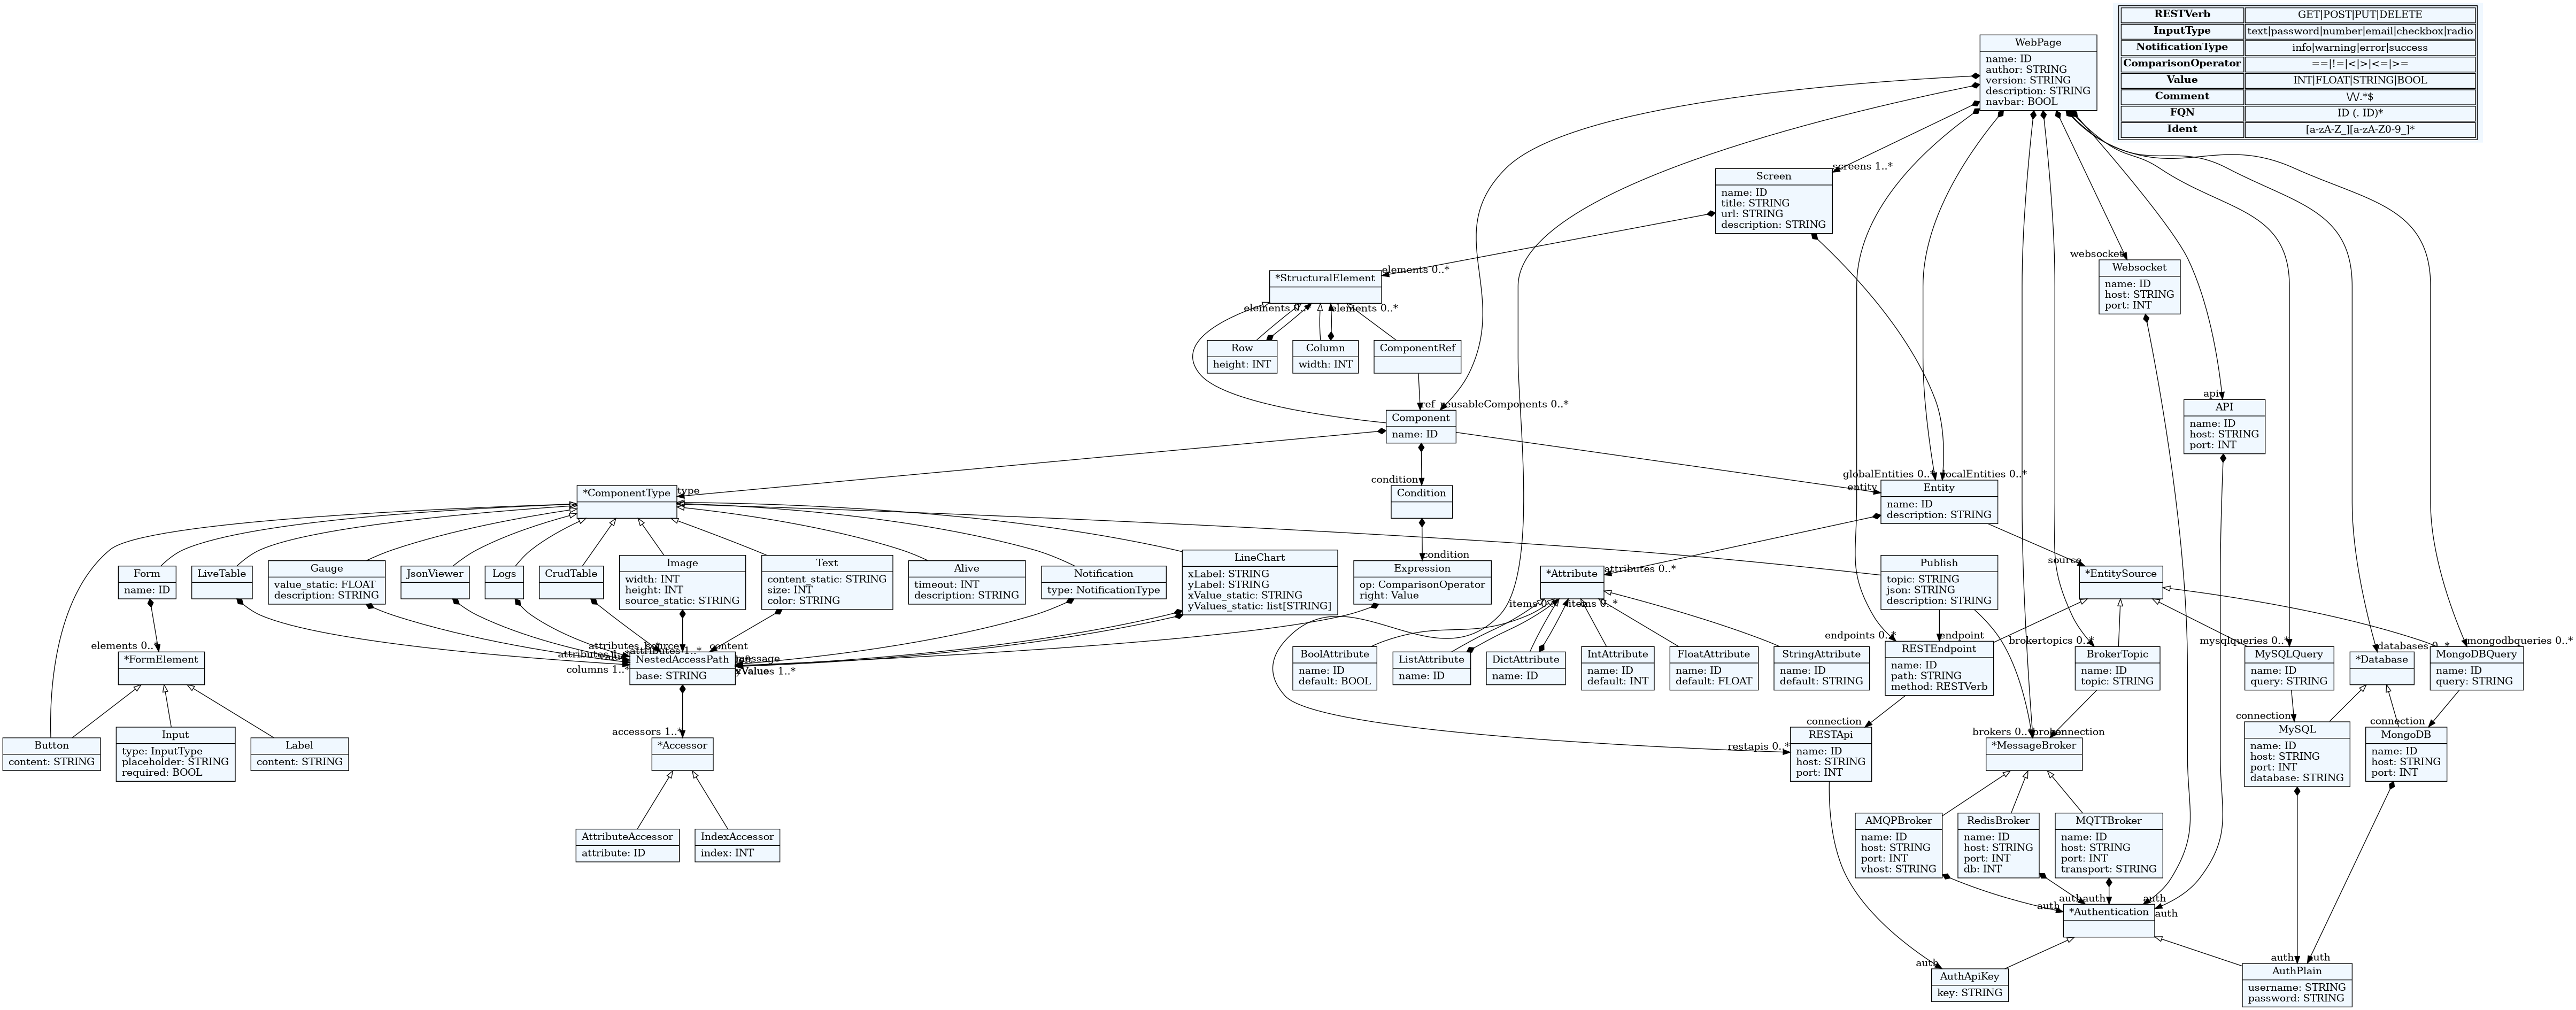 RESTVerb GET|POST|PUT|DELETE
InputType text|password|number|email|checkbox|radio
NotificationType info|warning|error|success
ComparisonOperator ==|!=|<|>|<=|>=
Value INT|FLOAT|STRING|BOOL
Comment \/\/.*$
FQN ID (. ID)*
Ident [a-zA-Z_][a-zA-Z0-9_]*
WebPage
name: ID
author: STRING
version: STRING
description: STRING
navbar: BOOL
screens 1..*
Screen
name: ID
title: STRING
url: STRING
description: STRING
websocket
Websocket
name: ID
host: STRING
port: INT
elements 0..*
*StructuralElement
elements 0..*
elements 0..*
Row
height: INT
Column
width: INT
ComponentRef
ref
reusableComponents 0..*
Component
name: ID
api
API
name: ID
host: STRING
port: INT
type
*ComponentType
condition
Condition
globalEntities 0..*
localEntities 0..*
entity
Entity
name: ID
description: STRING
Form
name: ID
LiveTable
Gauge
value_static: FLOAT
description: STRING
JsonViewer
Logs
CrudTable
Image
width: INT
height: INT
source_static: STRING
Text
content_static: STRING
size: INT
color: STRING
Alive
timeout: INT
description: STRING
Notification
type: NotificationType
LineChart
xLabel: STRING
yLabel: STRING
xValue_static: STRING
yValues_static: list[STRING]
condition
Expression
op: ComparisonOperator
right: Value
attributes 0..*
*Attribute
items 0..*
items 0..*
Publish
topic: STRING
json: STRING
description: STRING
source
*EntitySource
elements 0..*
*FormElement
columns 1..*
attributes 1..*
content
message
yValues 1..*
NestedAccessPath
base: STRING
BoolAttribute
name: ID
default: BOOL
ListAttribute
name: ID
DictAttribute
name: ID
IntAttribute
name: ID
default: INT
FloatAttribute
name: ID
default: FLOAT
StringAttribute
name: ID
default: STRING
endpoints 0..*
endpoint
RESTEndpoint
name: ID
path: STRING
method: RESTVerb
brokertopics 0..*
BrokerTopic
name: ID
topic: STRING
mysqlqueries 0..*
MySQLQuery
name: ID
query: STRING
databases 0..*
*Database
mongodbqueries 0..*
MongoDBQuery
name: ID
query: STRING
Button
content: STRING
Input
type: InputType
placeholder: STRING
required: BOOL
Label
content: STRING
accessors 1..*
*Accessor
restapis 0..*
connection
RESTApi
name: ID
host: STRING
port: INT
brokers 0..*
broker
connection
*MessageBroker
connection
MySQL
name: ID
host: STRING
port: INT
database: STRING
connection
MongoDB
name: ID
host: STRING
port: INT
AttributeAccessor
attribute: ID
IndexAccessor
index: INT
AMQPBroker
name: ID
host: STRING
port: INT
vhost: STRING
RedisBroker
name: ID
host: STRING
port: INT
db: INT
MQTTBroker
name: ID
host: STRING
port: INT
transport: STRING
auth
auth
auth
auth
auth
*Authentication
auth
AuthApiKey
key: STRING
auth
auth
AuthPlain
username: STRING
password: STRING